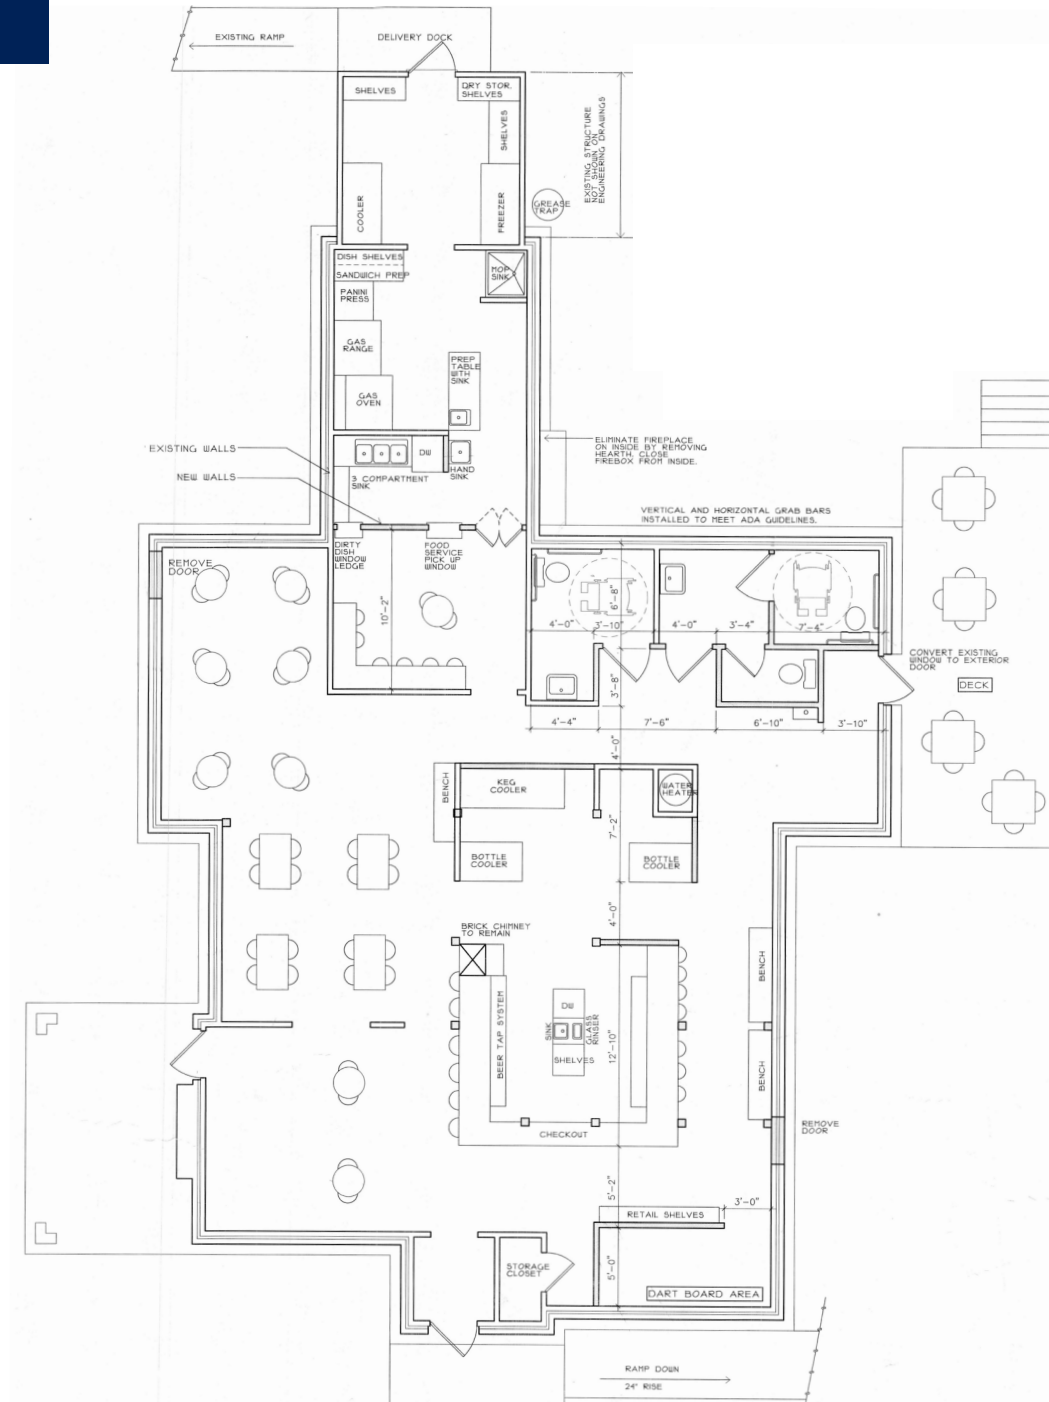 EXISTING RAMP
DELIVERY DOCK
SHELVES
DRY STOR.
SHELVES
SHELVES
EXISTING STRUCTURE
NOT SHOWN ON
ENGINEERING DRAWINGS
COOLER
FREEZER
GREASE
TRAP
DISH SHELVES
SANDWICH PREP
MOP
SINK
PANINI
PRESS
GAS
RANGE
PREP
TABLE
WITH
SINK
GAS
OVEN
EXISTING WALLS
DW
HAND
SINK
ELIMINATE FIREPLACE
ON INSIDE BY REMOVING
HEARTH. CLOSE
FIREBOX FROM INSIDE.
NEW WALLS
3 COMPARTMENT
SINK
VERTICAL AND HORIZONTAL GRAB BARS
INSTALLED TO MEET ADA GUIDELINES.
REMOVE
DOOR
DIRTY
DISH
WINDOW
LEDGE
FOOD
SERVICE
PICK UP
WINDOW
10'-2"
6'-8"
4'-0"
3'-10"
4'-0"
3'-4"
7'-4"
CONVERT EXISTING
WINDOW TO EXTERIOR
DOOR
DECK
3'-8"
4'-4"
7'-6"
6'-10"
3'-10"
4'-0"
BENCH
KEG
COOLER
WATER
HEATER
7'-2"
BOTTLE
COOLER
BOTTLE
COOLER
4'-0"
BRICK CHIMNEY
TO REMAIN
BENCH
BEER TAP SYSTEM
DW
SINK
GLASS
RINSER
SHELVES
12'-10"
BENCH
CHECKOUT
REMOVE
DOOR
5'-2"
3'-0"
RETAIL SHELVES
STORAGE
CLOSET
5'-0"
DART BOARD AREA
RAMP DOWN
24" RISE